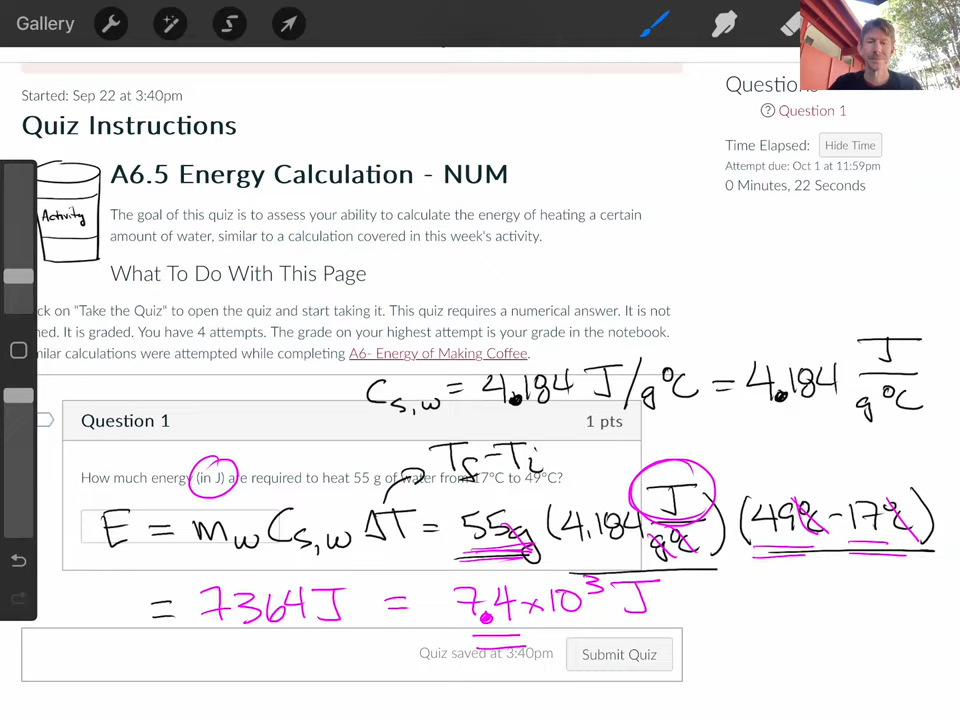 Gallery
Started: Sep 22 at 3:40pm
Quiz Instructions
Activity
A6.5 Energy Calculation - NUM
The goal of this quiz is to assess your ability to calculate the energy of heating a certain
amount of water, similar to a calculation covered in this week's activity.
What To Do With This Page
ck on "Take the Quiz" to open the quiz and start taking it. This quiz requires a numerical answer. It is not
ned. It is graded. You have 4 attempts. The grade on your highest attempt is your grade in the notebook.
milar calculations were attempted while completing A6- Energy of Making Coffee.
Questions
Question 1
Time Elapsed: Hide Time
Attempt due: Oct 1 at 11:59pm
0 Minutes, 22 Seconds
C_s,w = 4.184 J/g°C = 4.184 J/g°C
Question 1 1 pts
T_f - T_i
How much energy (in J) are required to heat 55 g of water from 17°C to 49°C?
E = m_w C_s,w ΔT = 55g (4.184 J/g°C) (49°C - 17°C)
= 7364 J = 7.4 × 10³ J
Quiz saved at 3:40pm Submit Quiz